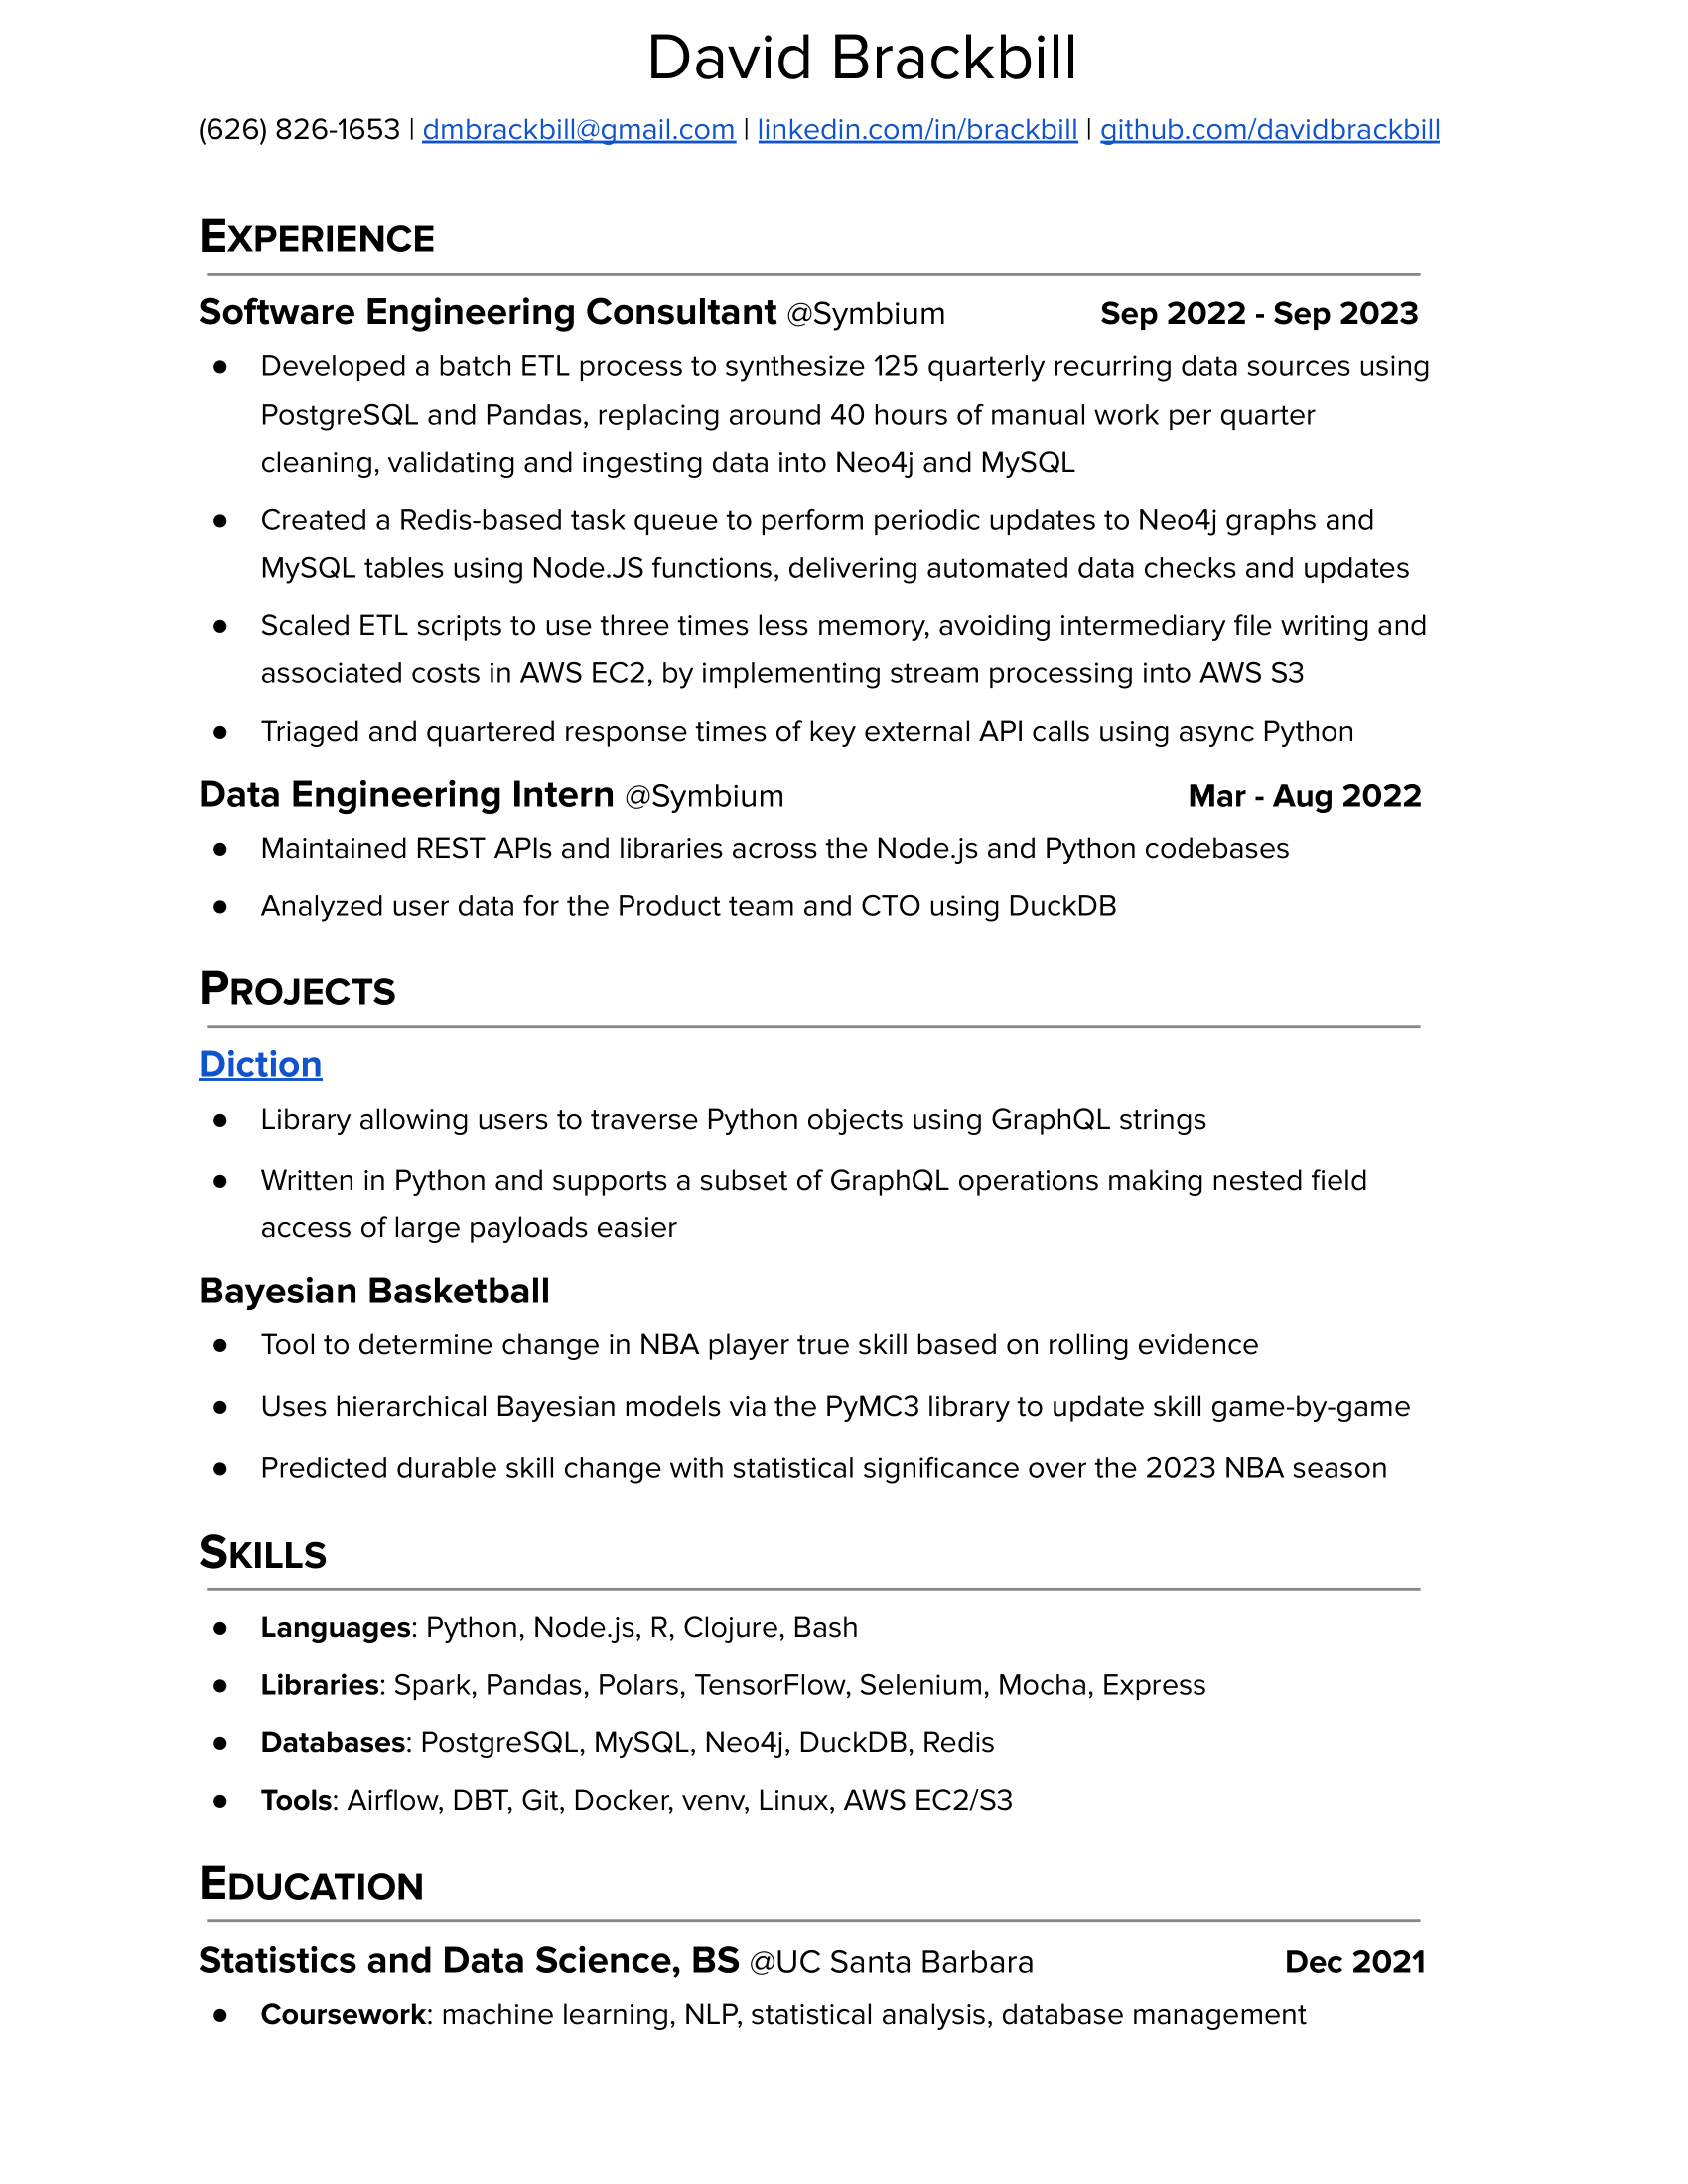 David Brackbill
(626) 826-1653 | dmbrackbill@gmail.com | linkedin.com/in/brackbill | github.com/davidbrackbill
EXPERIENCE
Software Engineering Consultant @Symbium Sep 2022 - Sep 2023
● Developed a batch ETL process to synthesize 125 quarterly recurring data sources using
PostgreSQL and Pandas, replacing around 40 hours of manual work per quarter
cleaning, validating and ingesting data into Neo4j and MySQL
● Created a Redis-based task queue to perform periodic updates to Neo4j graphs and
MySQL tables using Node.JS functions, delivering automated data checks and updates
● Scaled ETL scripts to use three times less memory, avoiding intermediary file writing and
associated costs in AWS EC2, by implementing stream processing into AWS S3
● Triaged and quartered response times of key external API calls using async Python
Data Engineering Intern @Symbium Mar - Aug 2022
● Maintained REST APIs and libraries across the Node.js and Python codebases
● Analyzed user data for the Product team and CTO using DuckDB
PROJECTS
Diction
● Library allowing users to traverse Python objects using GraphQL strings
● Written in Python and supports a subset of GraphQL operations making nested field
access of large payloads easier
Bayesian Basketball
● Tool to determine change in NBA player true skill based on rolling evidence
● Uses hierarchical Bayesian models via the PyMC3 library to update skill game-by-game
● Predicted durable skill change with statistical significance over the 2023 NBA season
SKILLS
● Languages: Python, Node.js, R, Clojure, Bash
● Libraries: Spark, Pandas, Polars, TensorFlow, Selenium, Mocha, Express
● Databases: PostgreSQL, MySQL, Neo4j, DuckDB, Redis
● Tools: Airflow, DBT, Git, Docker, venv, Linux, AWS EC2/S3
EDUCATION
Statistics and Data Science, BS @UC Santa Barbara Dec 2021
● Coursework: machine learning, NLP, statistical analysis, database management